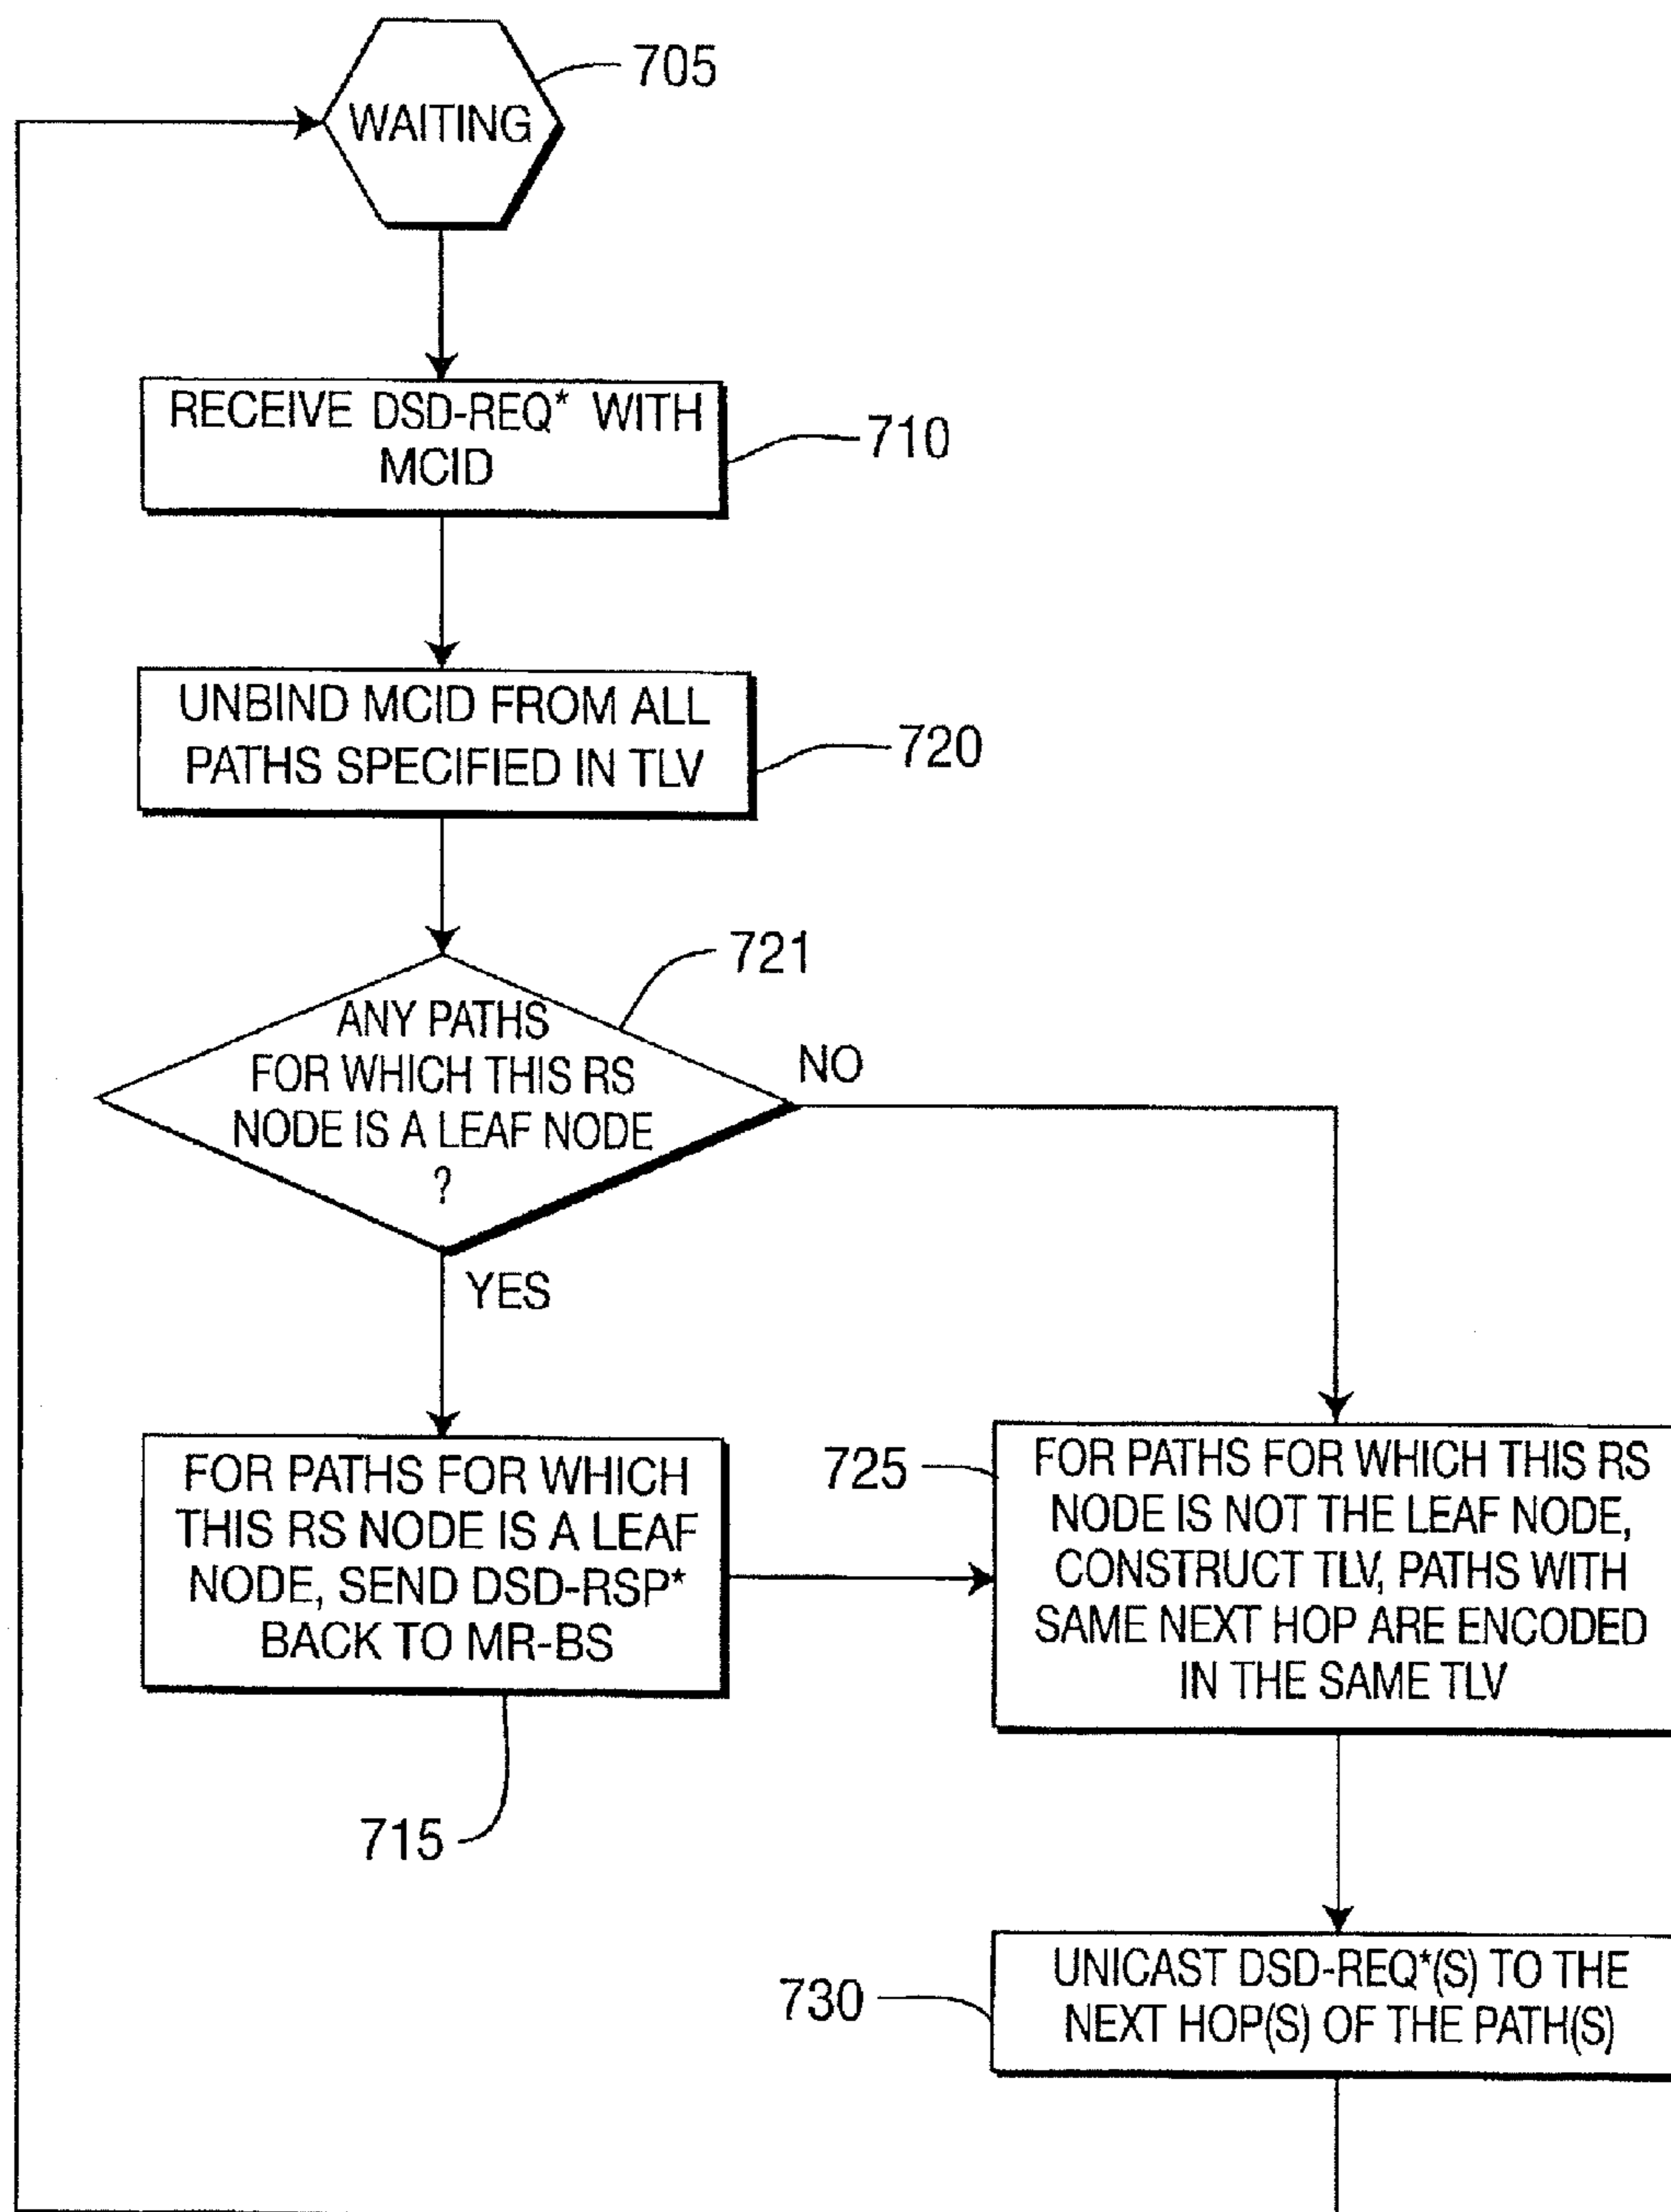 705
WAITING
RECEIVE DSD-REQ* WITH
MCID
710
UNBIND MCID FROM ALL
PATHS SPECIFIED IN TLV
720
721
ANY PATHS
FOR WHICH THIS RS
NODE IS A LEAF NODE
?
NO
YES
FOR PATHS FOR WHICH
THIS RS NODE IS A LEAF
NODE, SEND DSD-RSP*
BACK TO MR-BS
715
725
FOR PATHS FOR WHICH THIS RS
NODE IS NOT THE LEAF NODE,
CONSTRUCT TLV, PATHS WITH
SAME NEXT HOP ARE ENCODED
IN THE SAME TLV
730
UNICAST DSD-REQ*(S) TO THE
NEXT HOP(S) OF THE PATH(S)